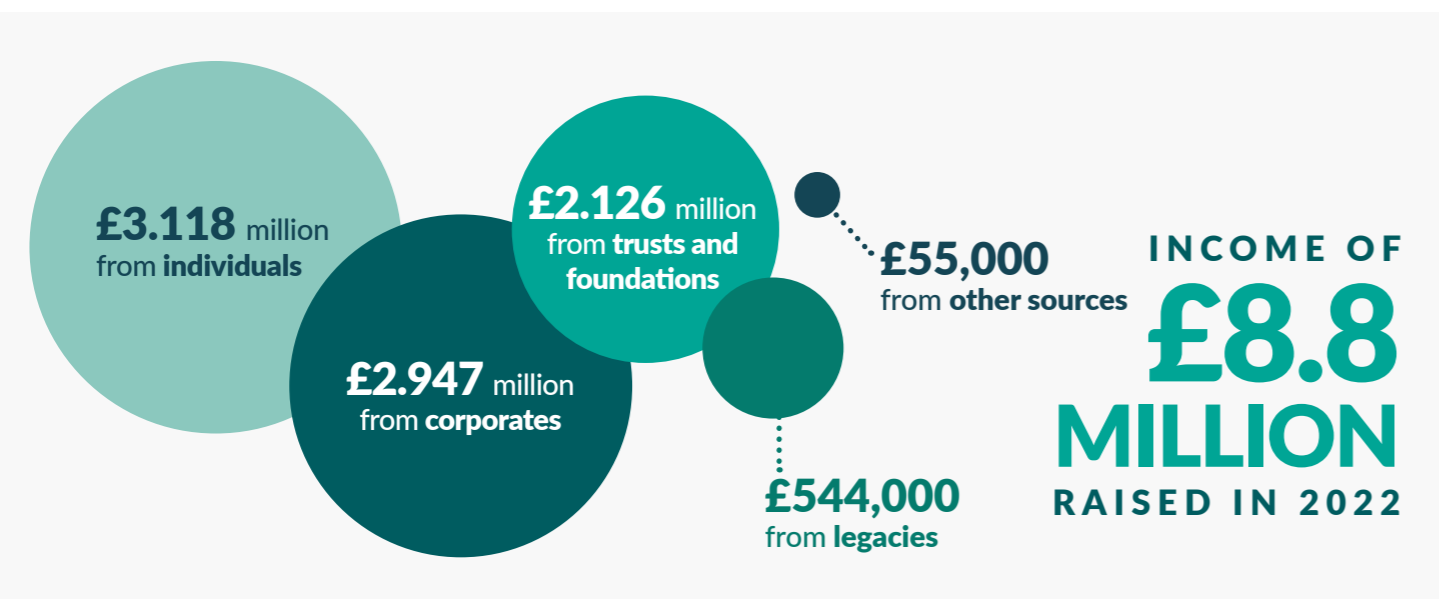 £3.118 million
from individuals
£2.947 million
from corporates
£2.126 million
from trusts and
foundations
£55,000
from other sources
£544,000
from legacies
INCOME OF
£8.8
MILLION
RAISED IN 2022